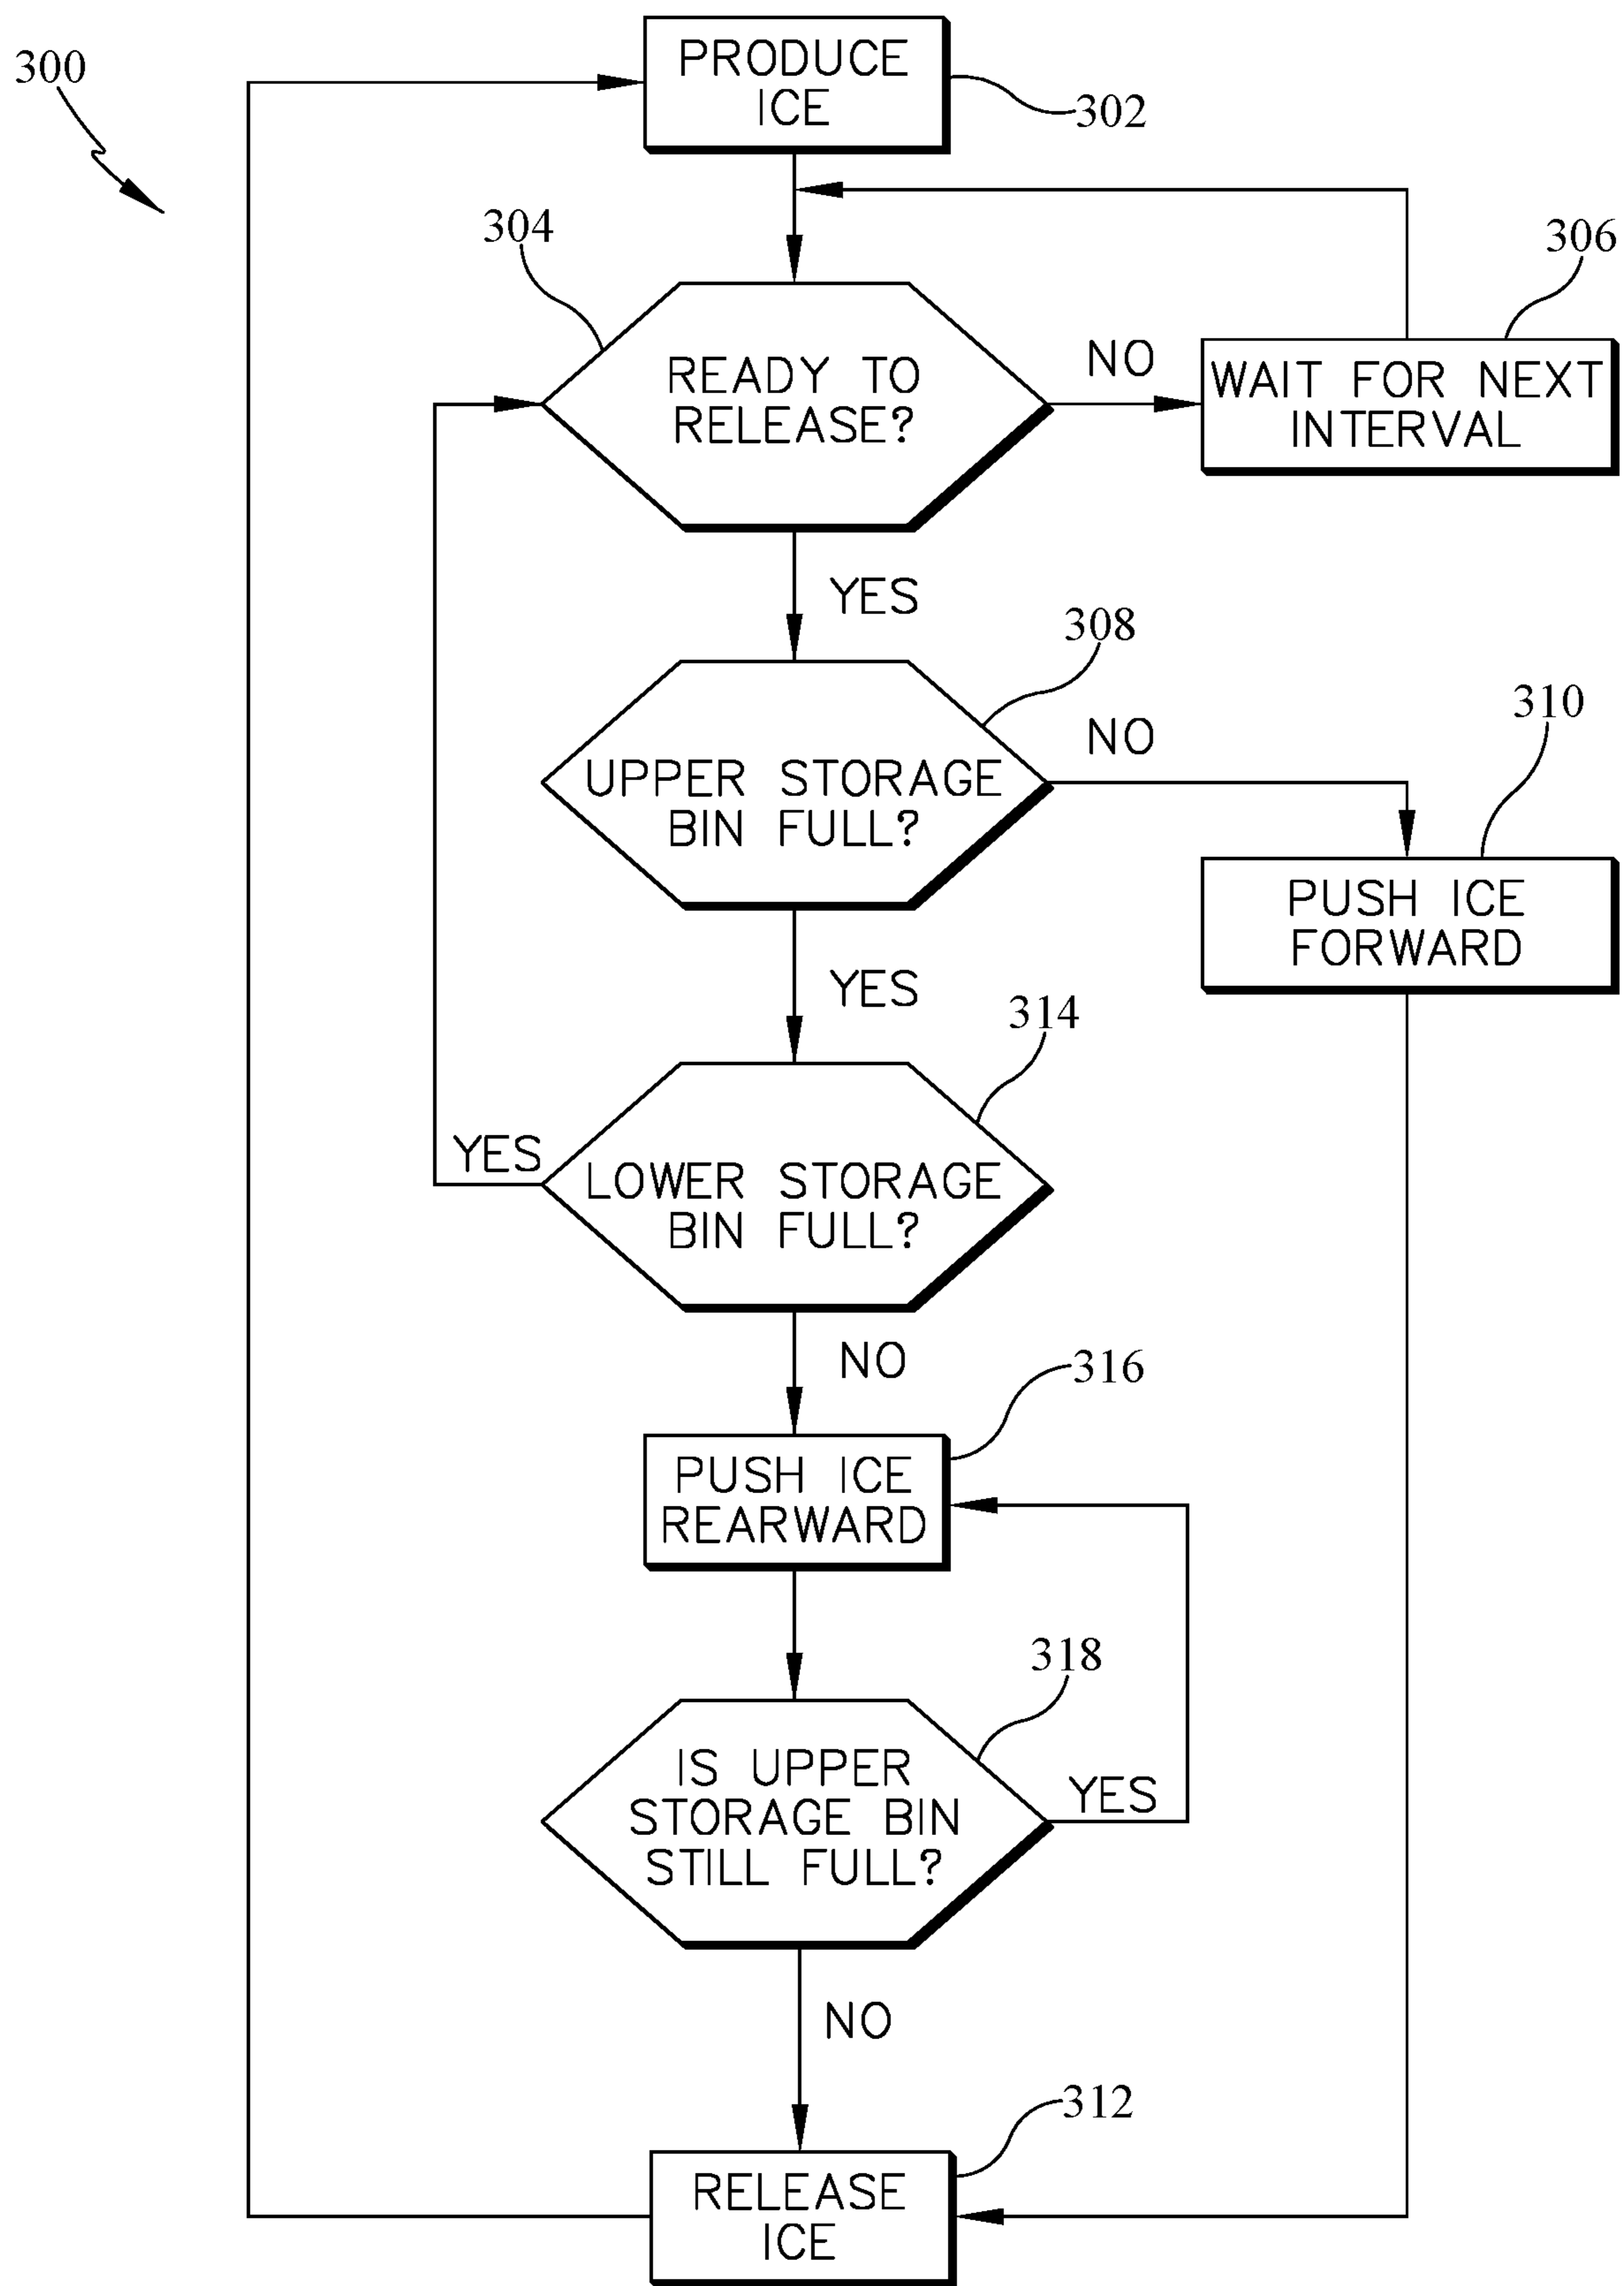 300
PRODUCE
ICE
302
304
306
READY TO
RELEASE?
NO
WAIT FOR NEXT
INTERVAL
YES
308
UPPER STORAGE
BIN FULL?
NO
310
PUSH ICE
FORWARD
YES
314
YES
LOWER STORAGE
BIN FULL?
NO
316
PUSH ICE
REARWARD
318
IS UPPER
STORAGE BIN
STILL FULL?
YES
NO
312
RELEASE
ICE